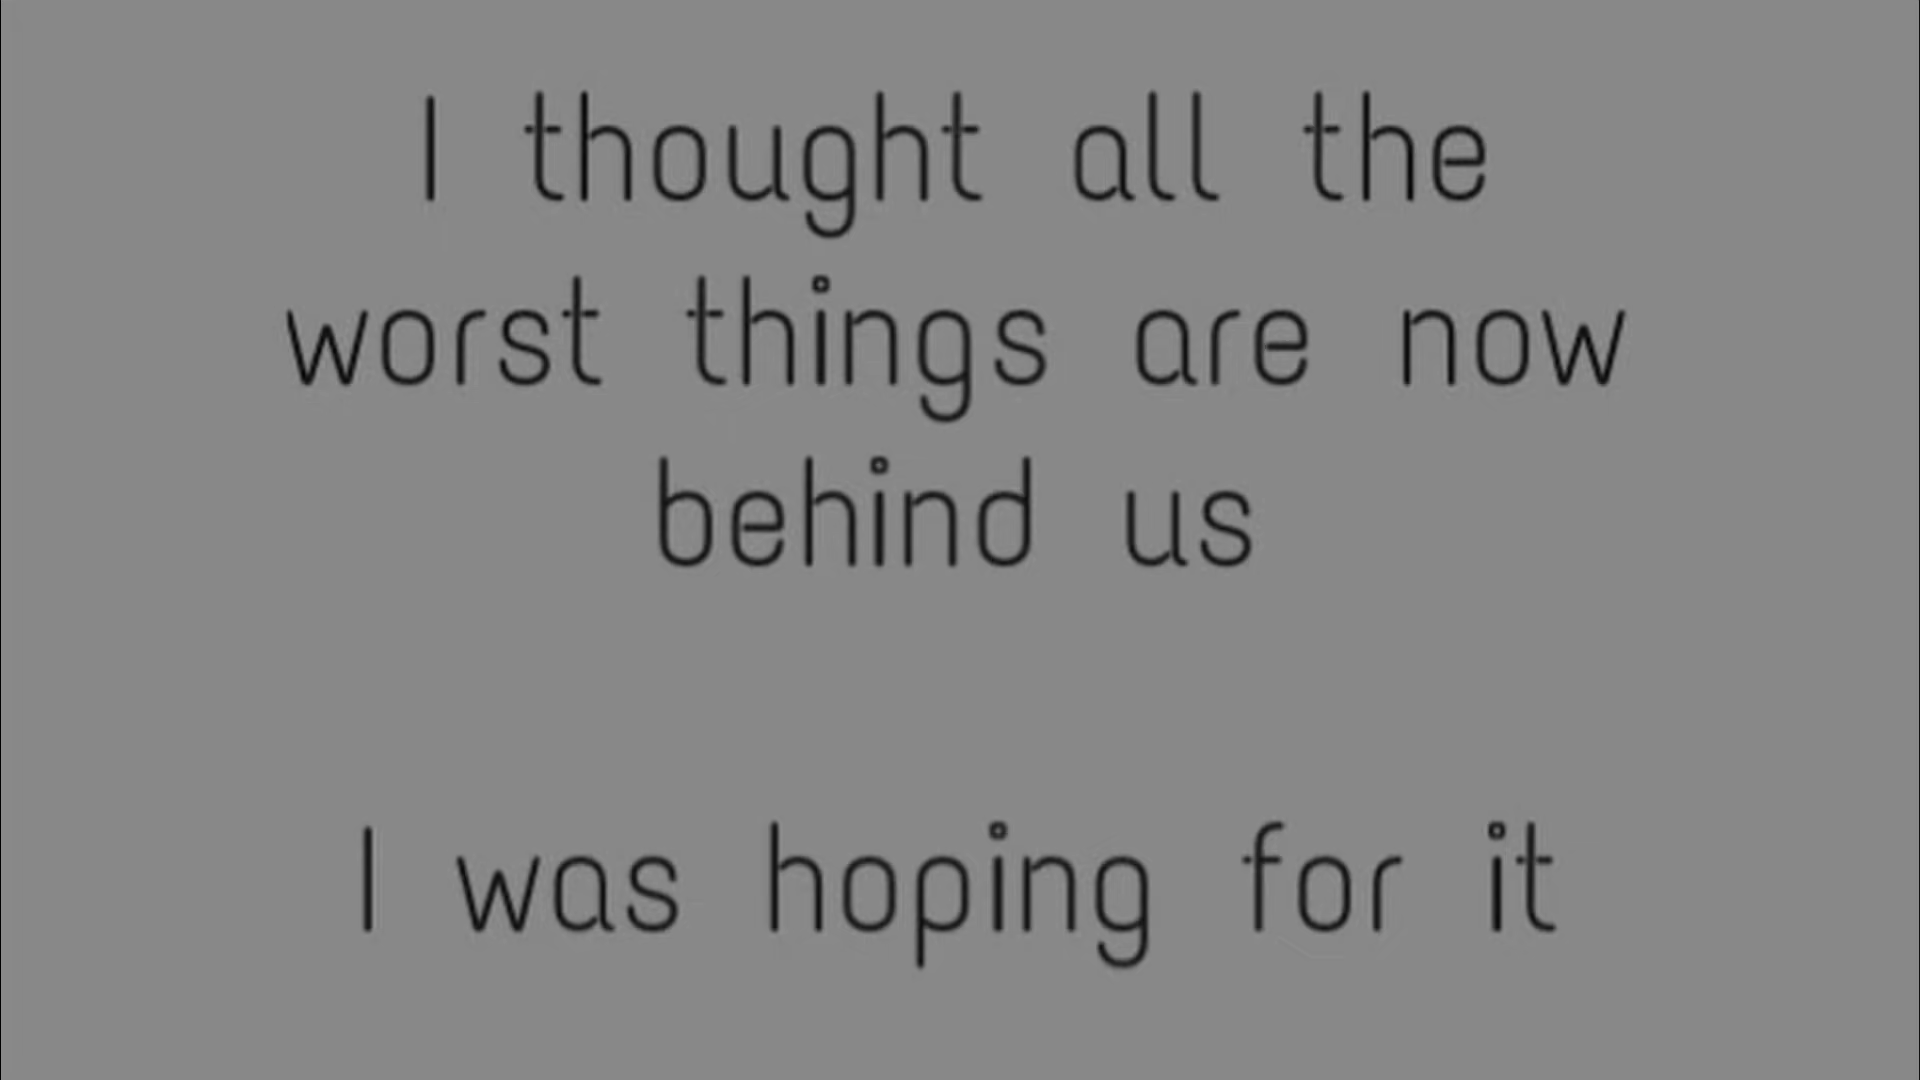 I thought all the
worst things are now
behind us
I was hoping for it